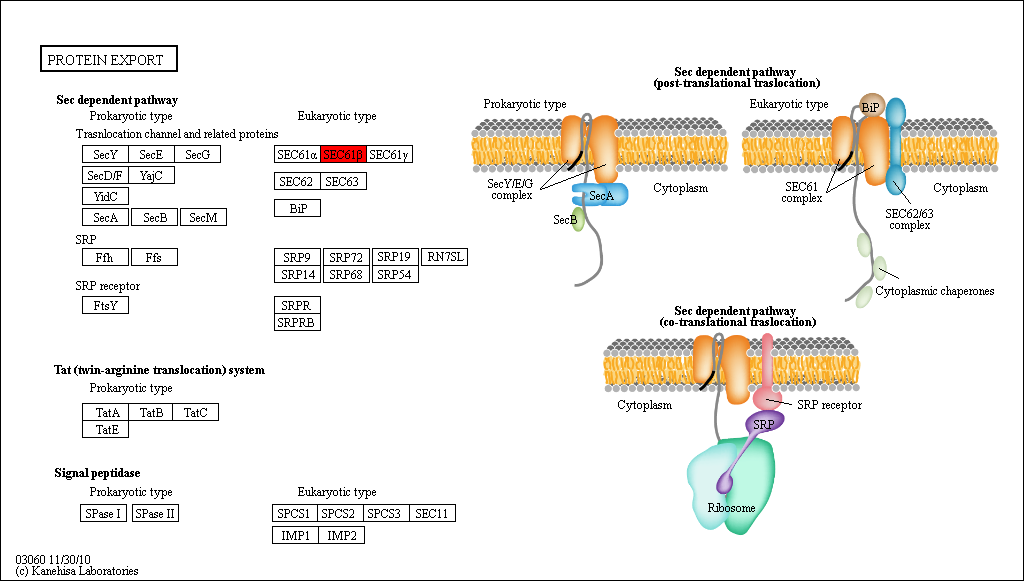 PROTEIN EXPORT
Sec dependent pathway
Prokaryotic type Eukaryotic type
Trasnlocation channel and related proteins
SecY SecE SecG SEC61α SEC61β SEC61γ
SecD/F YajC SEC62 SEC63
YidC BiP
SecA SecB SecM
SRP
Ffh Ffs SRP9 SRP72 SRP19 RN7SL
SRP14 SRP68 SRP54
SRP receptor
FtsY SRPR
SRPRB
Tat (twin-arginine translocation) system
Prokaryotic type
TatA TatB TatC
TatE
Signal peptidase
Prokaryotic type Eukaryotic type
SPase I SPase II SPCS1 SPCS2 SPCS3 SEC11
IMP1 IMP2
03060 11/30/10
(c) Kanehisa Laboratories
Sec dependent pathway
(post-translational traslocation)
Prokaryotic type
SecY/E/G
complex
SecA
SecB
Cytoplasm
Eukaryotic type
BiP
SEC61
complex
Cytoplasm
SEC62/63
complex
Cytoplasmic chaperones
Sec dependent pathway
(co-translational traslocation)
Cytoplasm
SRP receptor
SRP
Ribosome